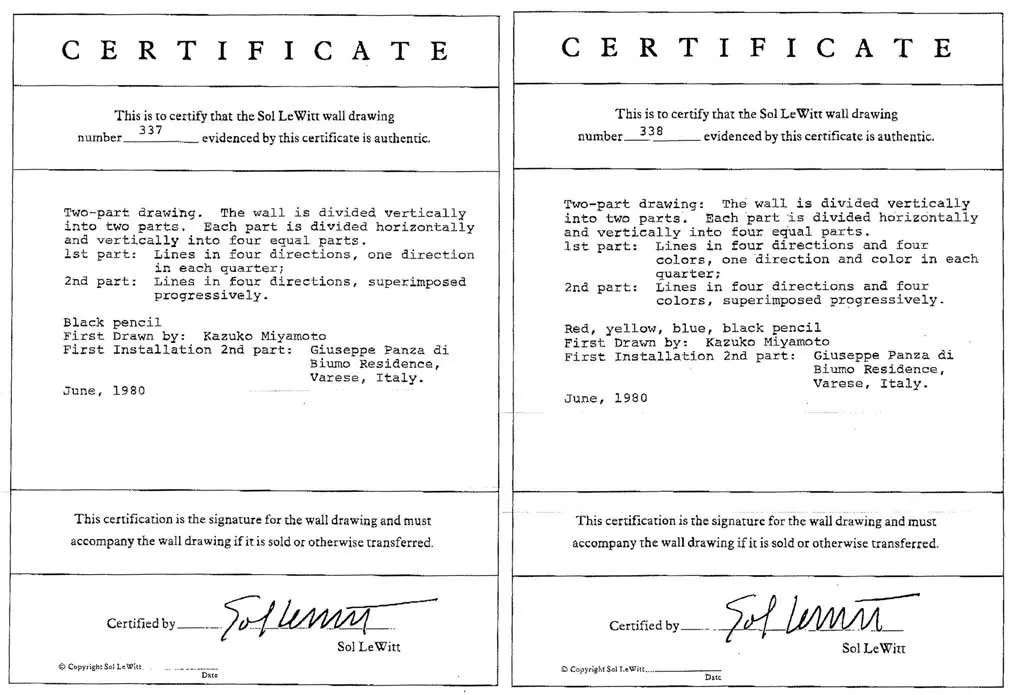 CERTIFICATE
This is to certify that the Sol LeWitt wall drawing
number 337 evidenced by this certificate is authentic.
Two-part drawing. The wall is divided vertically
into two parts. Each part is divided horizontally
and vertically into four equal parts.
1st part: Lines in four directions, one direction
in each quarter;
2nd part: Lines in four directions, superimposed
progressively.
Black pencil
First Drawn by: Kazuko Miyamoto
First Installation 2nd part: Giuseppe Panza di
Biumo Residence,
Varese, Italy.
June, 1980
This certification is the signature for the wall drawing and must
accompany the wall drawing if it is sold or otherwise transferred.
Certified by Sol LeWitt
Sol LeWitt
© Copyright Sol LeWitt
Date
CERTIFICATE
This is to certify that the Sol LeWitt wall drawing
number 338 evidenced by this certificate is authentic.
Two-part drawing: The wall is divided vertically
into two parts. Each part is divided horizontally
and vertically into four equal parts.
1st part: Lines in four directions and four
colors, one direction and color in each
quarter;
2nd part: Lines in four directions and four
colors, superimposed progressively.
Red, yellow, blue, black pencil
First Drawn by: Kazuko Miyamoto
First Installation 2nd part: Giuseppe Panza di
Biumo Residence,
Varese, Italy.
June, 1980
This certification is the signature for the wall drawing and must
accompany the wall drawing if it is sold or otherwise transferred.
Certified by Sol LeWitt
Sol LeWitt
© Copyright Sol LeWitt
Date